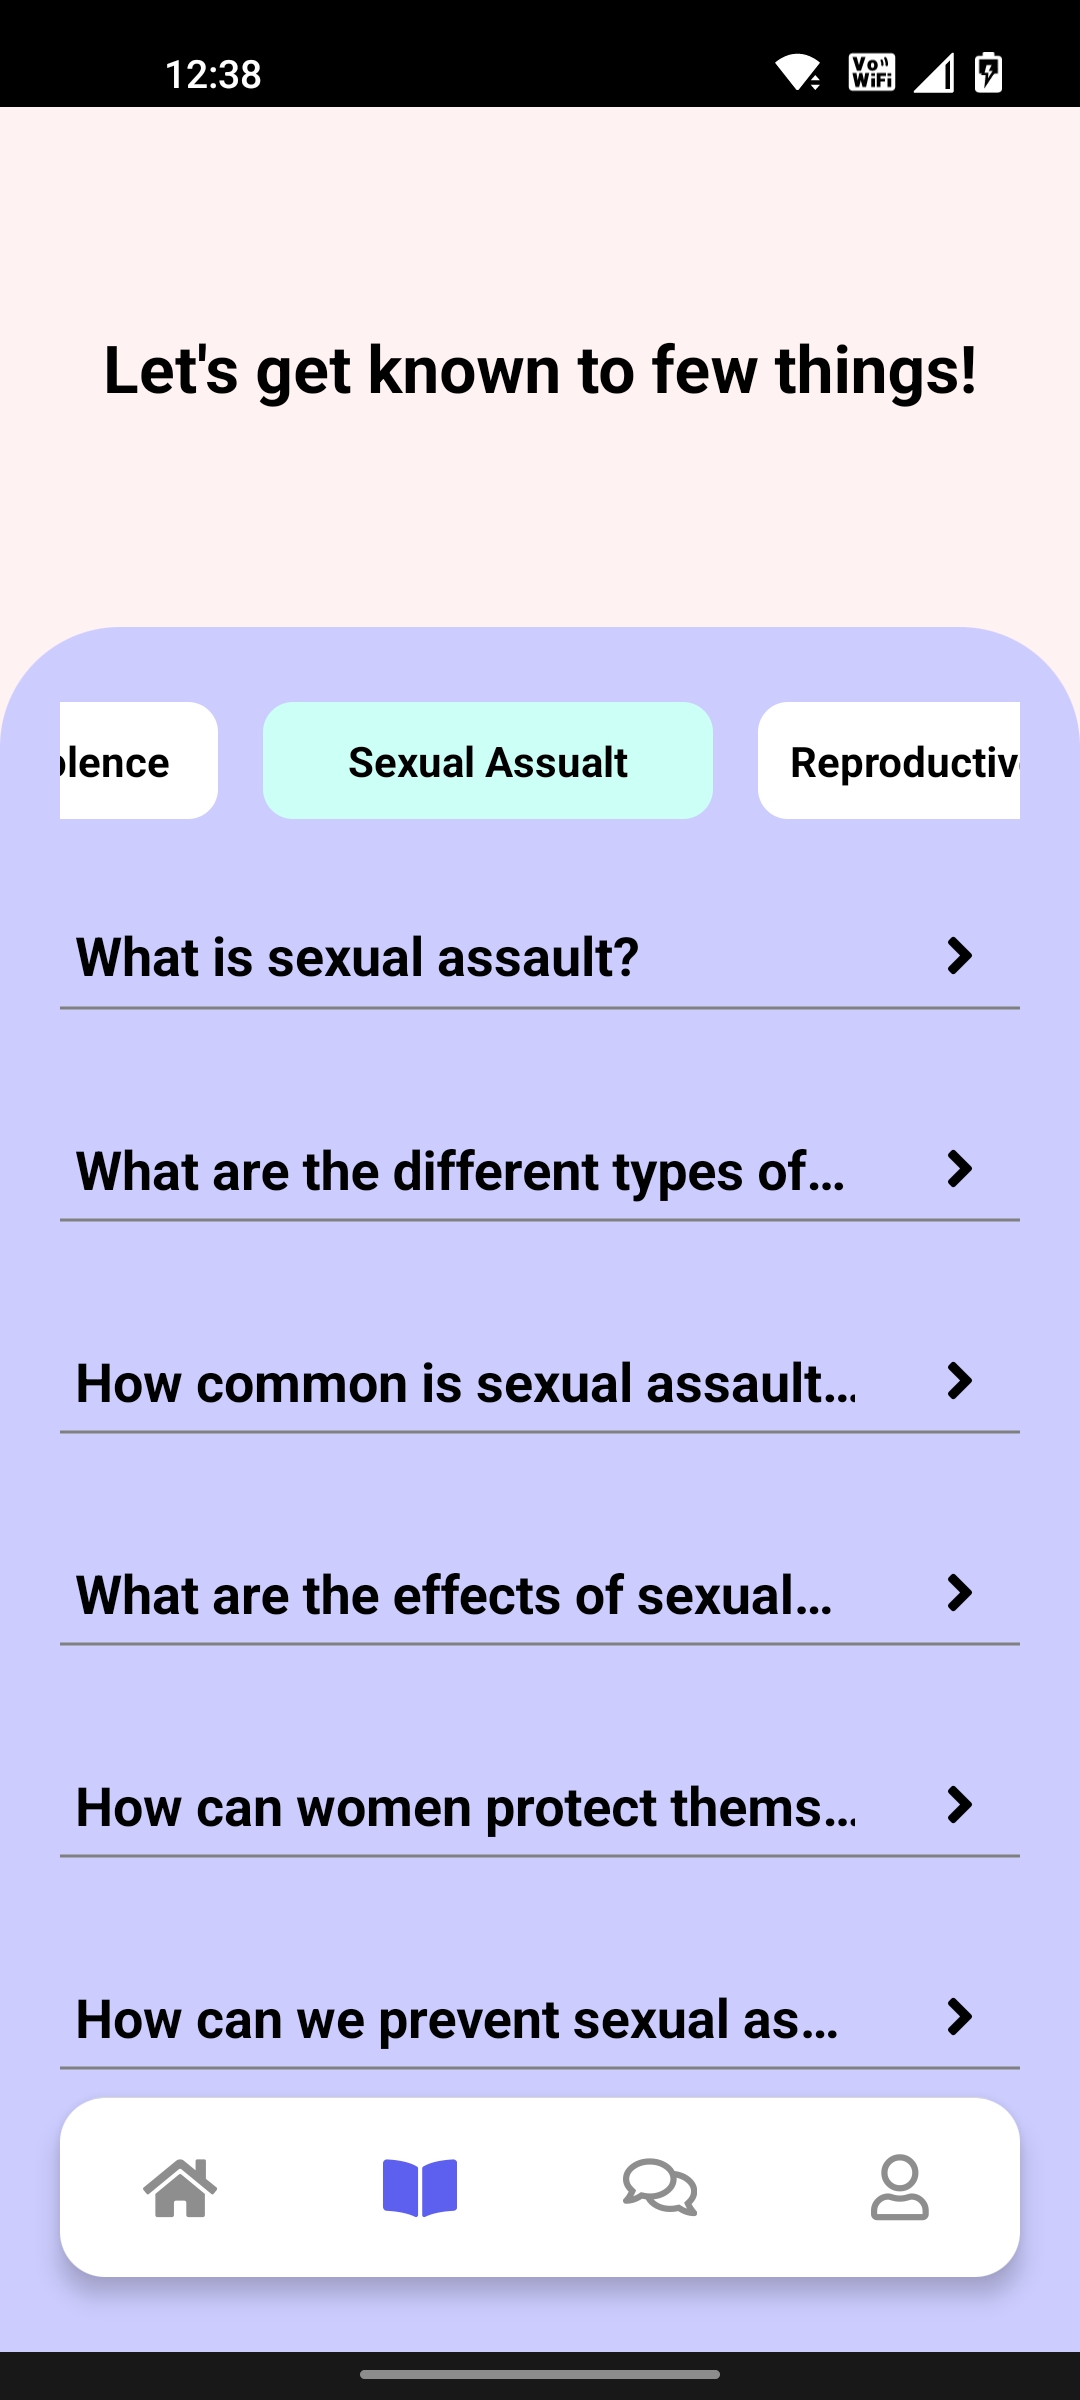 12:38
Vo
WiFi
Let's get known to few things!
olence
Sexual Assualt
Reproductiv
What is sexual assault?
What are the different types of...
How common is sexual assault...
What are the effects of sexual...
How can women protect thems...
How can we prevent sexual as...